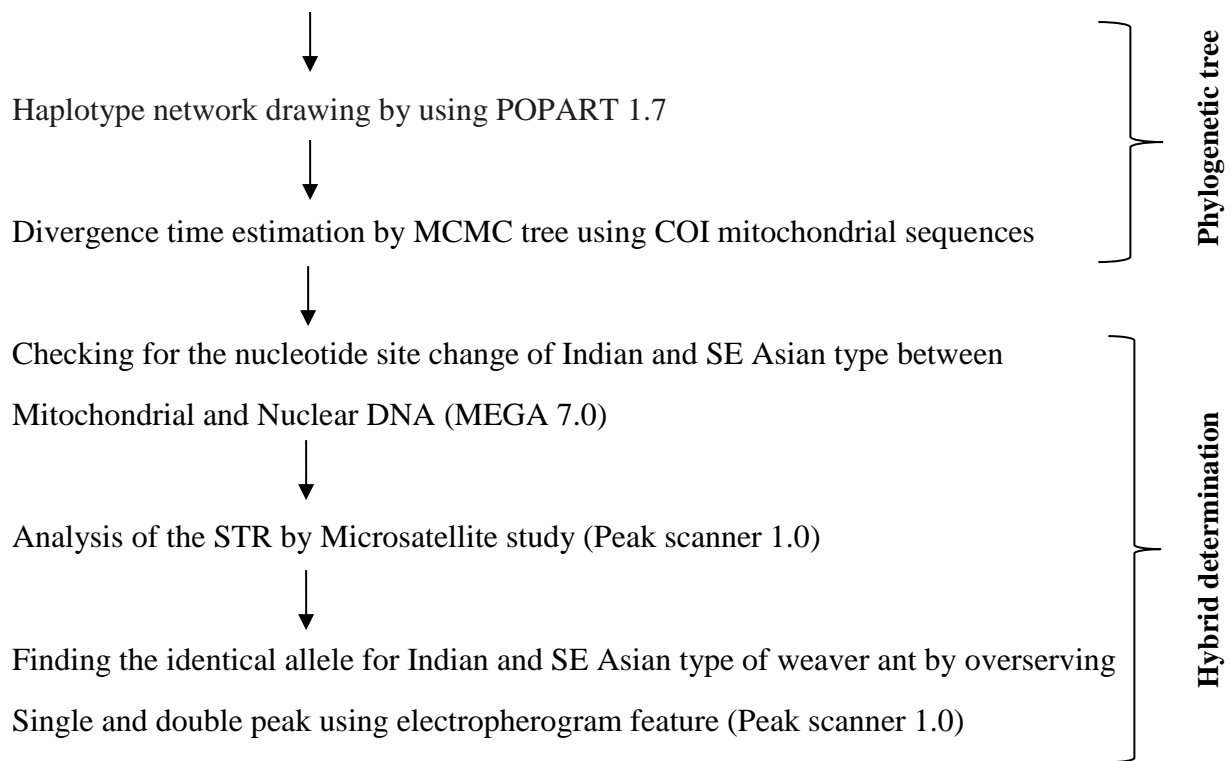 Haplotype network drawing by using POPART 1.7
Divergence time estimation by MCMC tree using COI mitochondrial sequences
Phylogenetic tree
Checking for the nucleotide site change of Indian and SE Asian type between
Mitochondrial and Nuclear DNA (MEGA 7.0)
Analysis of the STR by Microsatellite study (Peak scanner 1.0)
Finding the identical allele for Indian and SE Asian type of weaver ant by overserving
Single and double peak using electropherogram feature (Peak scanner 1.0)
Hybrid determination